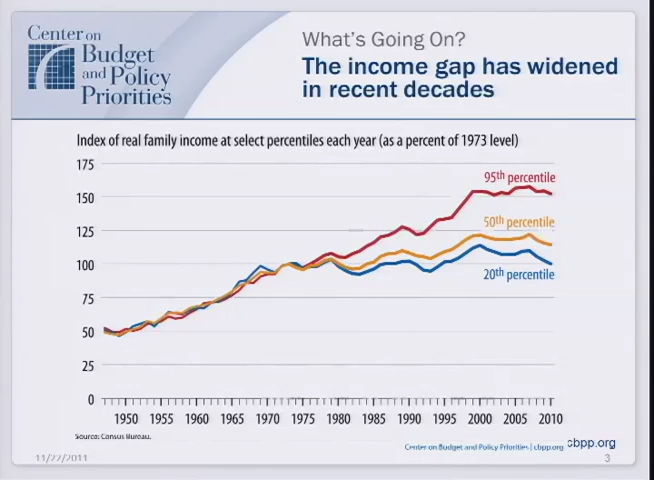 Center on
Budget
and Policy
Priorities
What's Going On?
The income gap has widened
in recent decades
Index of real family income at select percentiles each year (as a percent of 1973 level)
175
150
125
100
75
50
25
0
95th percentile
50th percentile
20th percentile
1950 1955 1960 1965 1970 1975 1980 1985 1990 1995 2000 2005 2010
Source: Census Bureau.
Center on Budget and Policy Priorities | cbpp.org
cbpp.org
11/22/2011
3